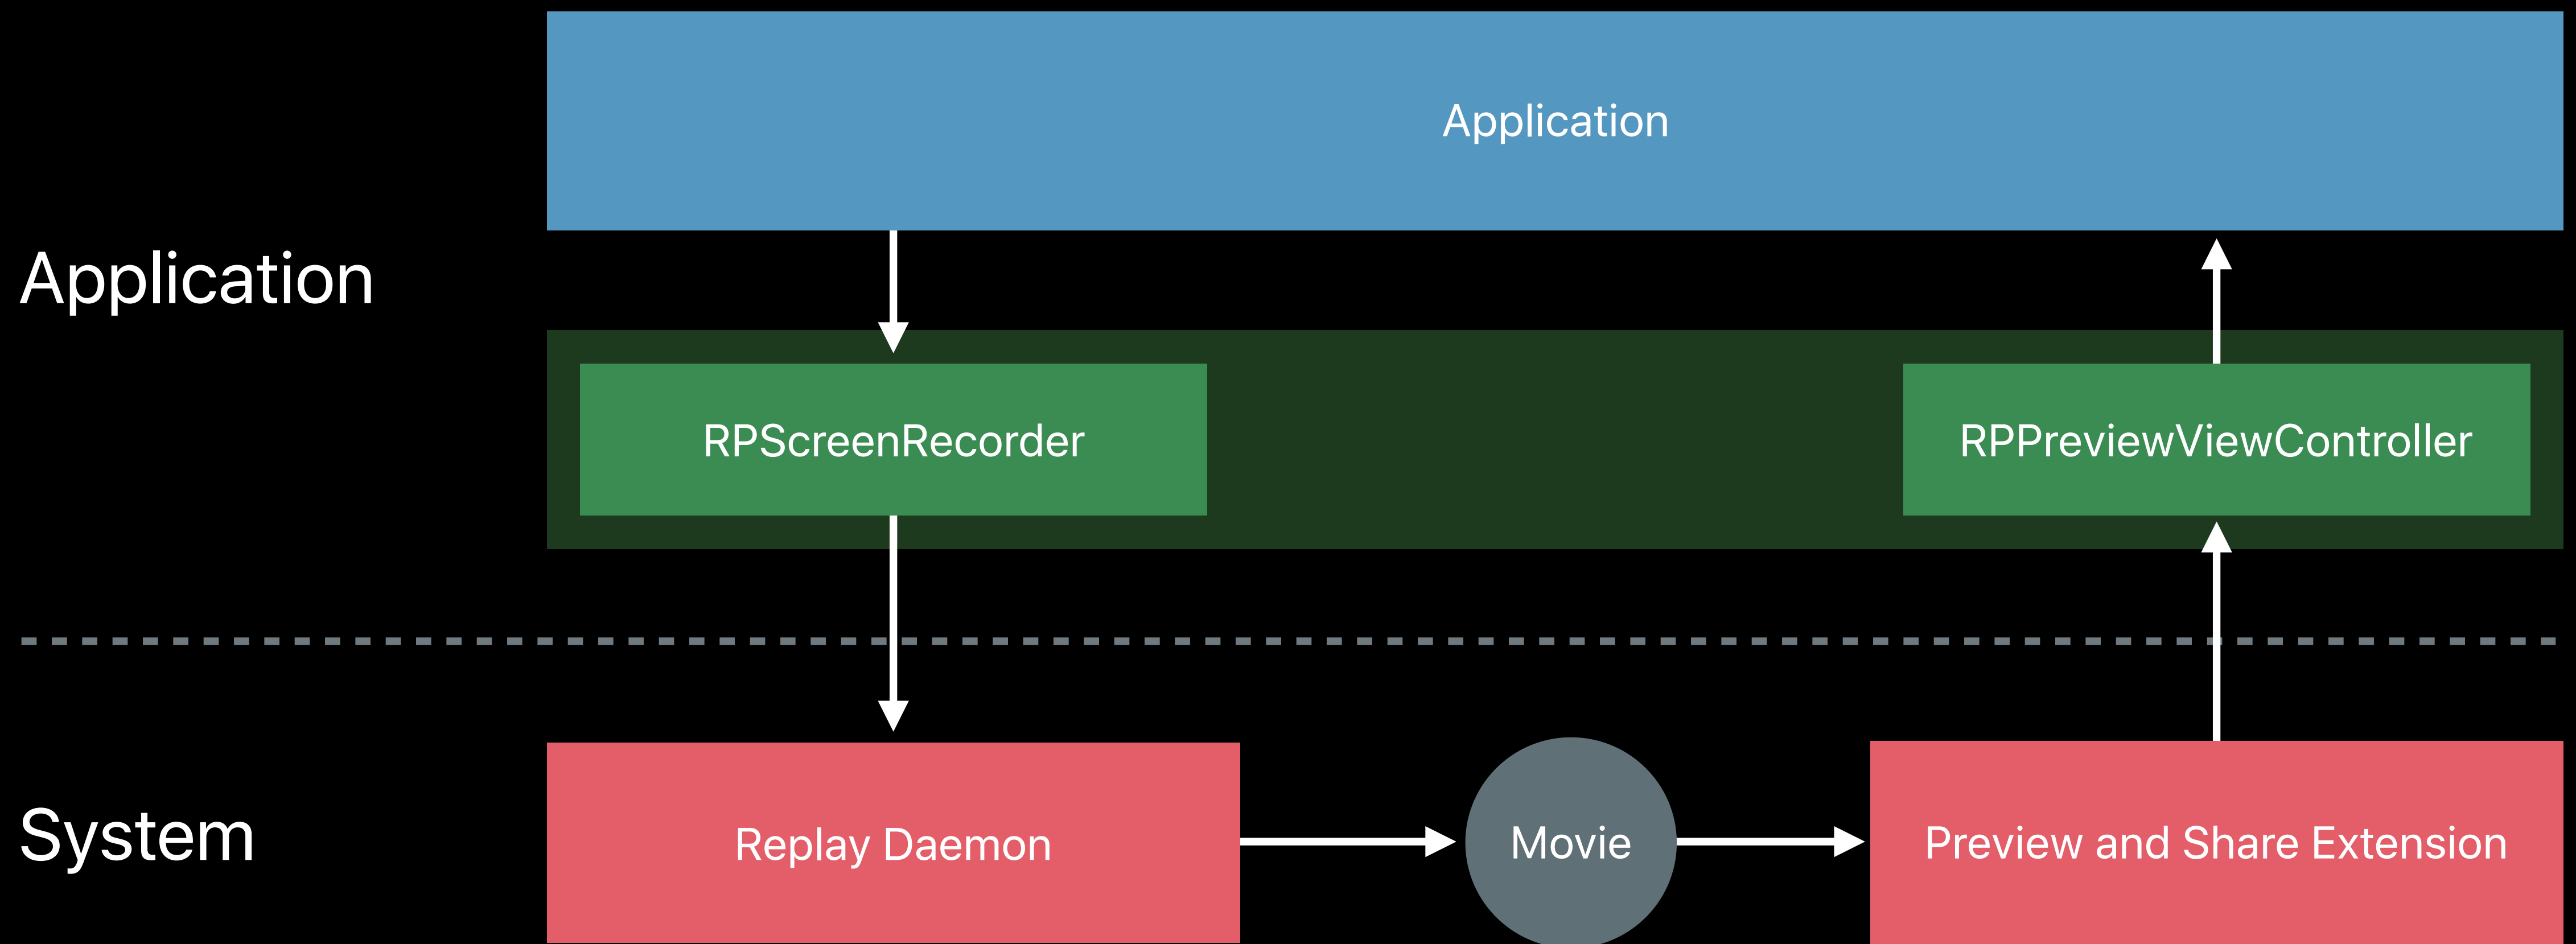 Application
Application
RPScreenRecorder
RPPreviewViewController
System
Replay Daemon
Movie
Preview and Share Extension